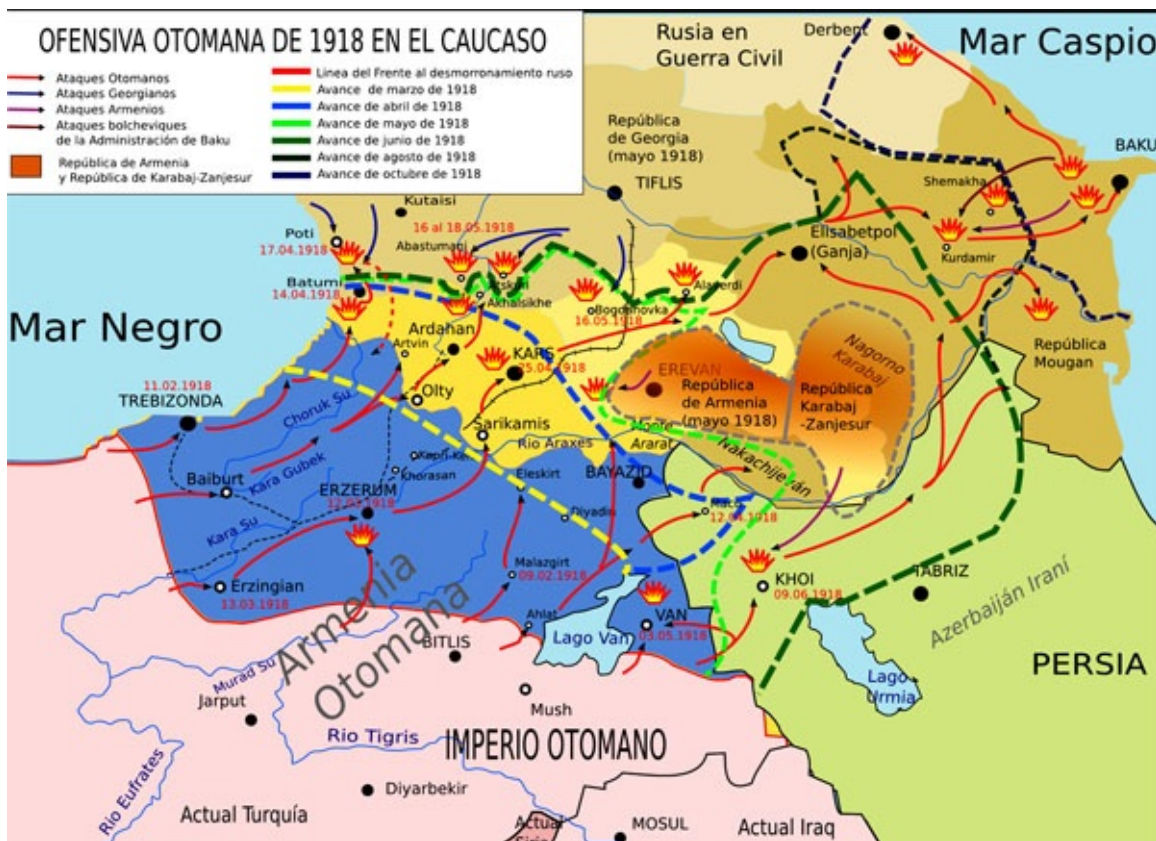 OFENSIVA OTOMANA DE 1918 EN EL CAUCASO
Ataques Otomanos
Ataques Georgianos
Ataques Armenios
Ataques bolcheviques
de la Administración de Baku
República de Armenia
y República de Karabaj-Zanjesur
Linea del Frente al desmorronamiento ruso
Avance de marzo de 1918
Avance de abril de 1918
Avance de mayo de 1918
Avance de junio de 1918
Avance de agosto de 1918
Avance de octubre de 1918
Rusia en
Guerra Civil
Derbent
Mar Caspio
República
de Georgia
(mayo 1918)
TIFLIS
BAKU
Shemakha
Kurdamir
Elisabetpol
(Ganja)
República
Mougan
Kutaisi
16 al 18.05.1918
Poti
17.04.1918
Abastumani
Batumi
14.04.1918
Akhalsikhe
Alaverdi
Bogdanovka
16.05.1918
Mar Negro
Ardahan
Artvin
KARS
25.04.1918
Olty
Sarikamis
EREVAN
República
de Armenia
(mayo 1918)
Nagorno
Karabaj
República
Karabaj
-Zanjesur
11.02.1918
TREBIZONDA
Choruk Su
Rio Araxes
Ararat
Nakachijeván
Baiburt
Kara Gubek
Khorasan
Eleskirt
BAYAZID
ERZERUM
Diyadin
12.04.1918
Kara Su
Erzingian
13.03.1918
Malazgirt
09.02.1918
KHOI
09.06.1918
TABRIZ
Azerbaiján Iraní
Armenia
Otomana
Ahlat
Lago Van
VAN
03.05.1918
BITLIS
Murad Su
Jarput
Mush
Lago
Urmia
PERSIA
Rio Tigris
IMPERIO OTOMANO
Rio Eufrates
Diyarbekir
Actual Turquía
Actual
MOSUL
Actual Iraq